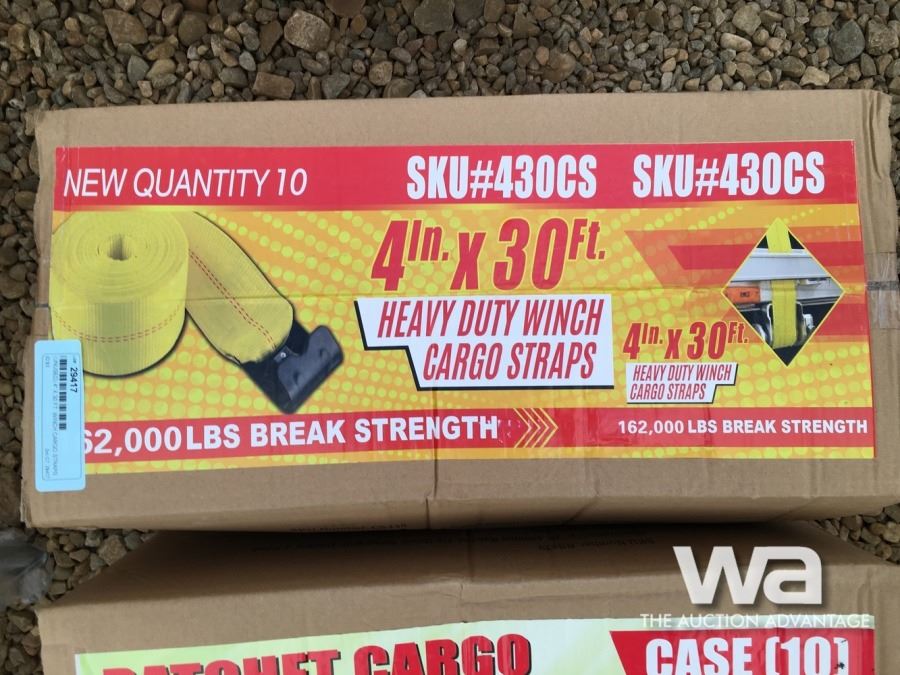 NEW QUANTITY 10
SKU#430CS
SKU#430CS
4In. x 30Ft.
HEAVY DUTY WINCH
CARGO STRAPS
4In. x 30Ft.
HEAVY DUTY WINCH
CARGO STRAPS
62,000 LBS BREAK STRENGTH
162,000 LBS BREAK STRENGTH
29417
wa
THE AUCTION ADVANTAGE
RATCHET CARGO
CASE (10)